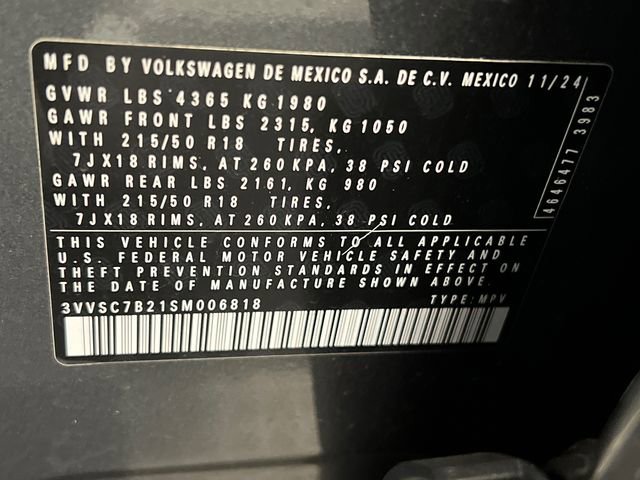 MFD BY VOLKSWAGEN DE MEXICO S.A. DE C.V. MEXICO 11/24
GVWR LBS 4365 KG 1980
GAWR FRONT LBS 2315, KG 1050
WITH 215/50 R18 TIRES,
7JX18 RIMS, AT 260 KPA, 38 PSI COLD
GAWR REAR LBS 2161, KG 980
WITH 215/50 R18 TIRES,
7JX18 RIMS, AT 260 KPA, 38 PSI COLD
4646477 3983
THIS VEHICLE CONFORMS TO ALL APPLICABLE
U.S. FEDERAL MOTOR VEHICLE SAFETY AND
THEFT PREVENTION STANDARDS IN EFFECT ON
THE DATE OF MANUFACTURE SHOWN ABOVE.
3VVSC7B21SM006818 TYPE: MPV